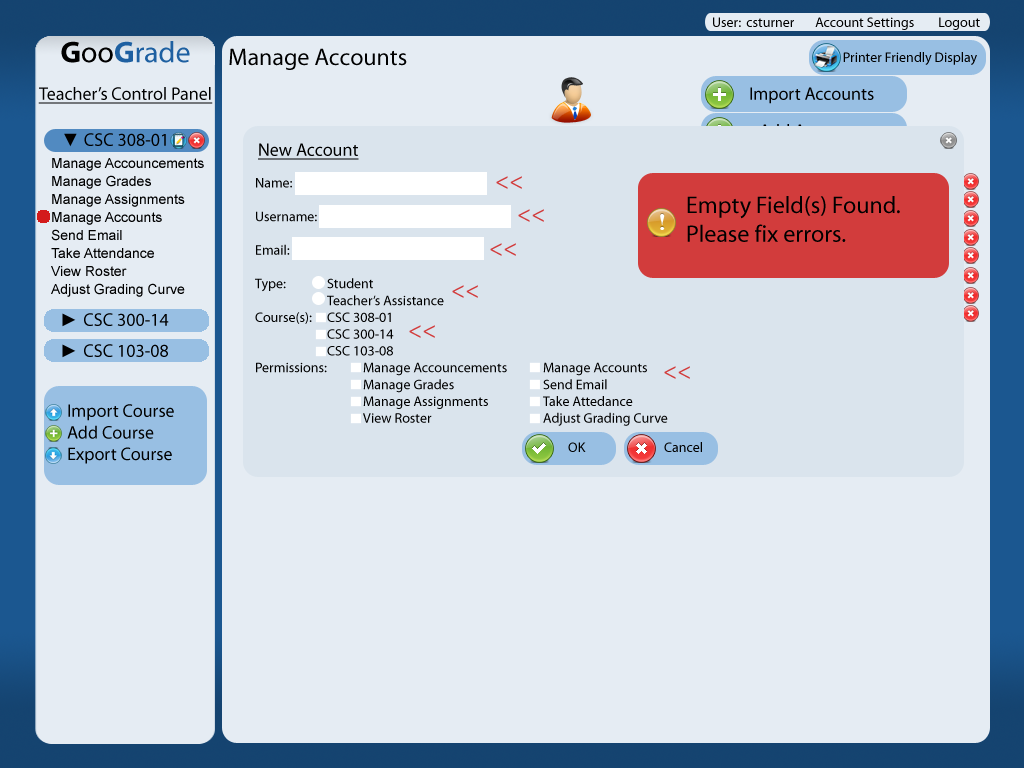 User: csturner Account Settings Logout
GooGrade
Teacher's Control Panel
▼ CSC 308-01
Manage Accouncements
Manage Grades
Manage Assignments
Manage Accounts
Send Email
Take Attendance
View Roster
Adjust Grading Curve
► CSC 300-14
► CSC 103-08
Import Course
Add Course
Export Course
Manage Accounts
Printer Friendly Display
Import Accounts
New Account
Name: <<
Username: <<
Email: <<
Empty Field(s) Found.
Please fix errors.
Type: Student
Teacher's Assistance <<
Course(s): CSC 308-01
CSC 300-14 <<
CSC 103-08
Permissions: Manage Accouncements Manage Accounts <<
Manage Grades Send Email
Manage Assignments Take Attedance
View Roster Adjust Grading Curve
OK Cancel